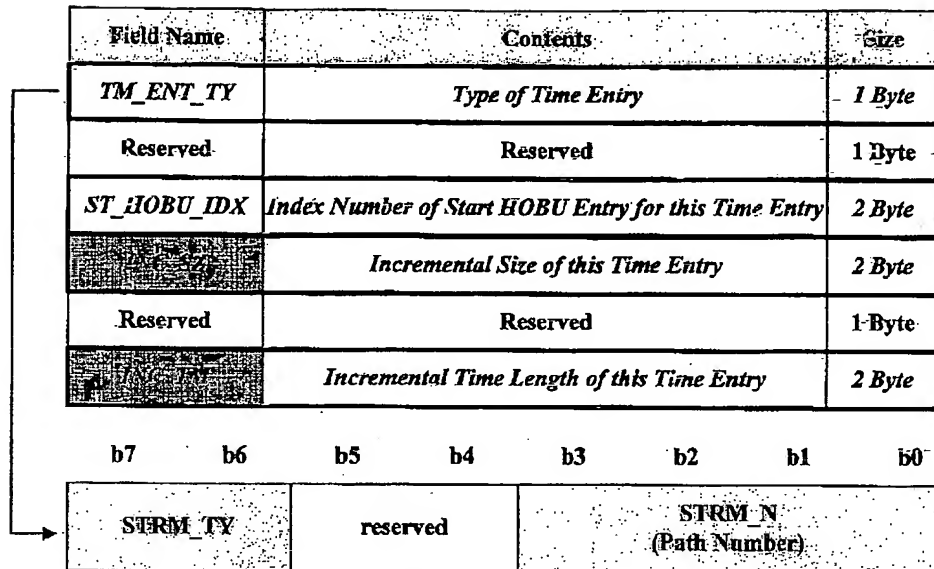 Field Name Contents Size
TM_ENT_TY Type of Time Entry 1 Byte
Reserved Reserved 1 Byte
ST_HOBU_IDX Index Number of Start HOBU Entry for this Time Entry 2 Byte
Incremental Size of this Time Entry 2 Byte
Reserved Reserved 1 Byte
Incremental Time Length of this Time Entry 2 Byte
b7 b6 b5 b4 b3 b2 b1 b0
STRM_TY reserved STRM_N
(Path Number)